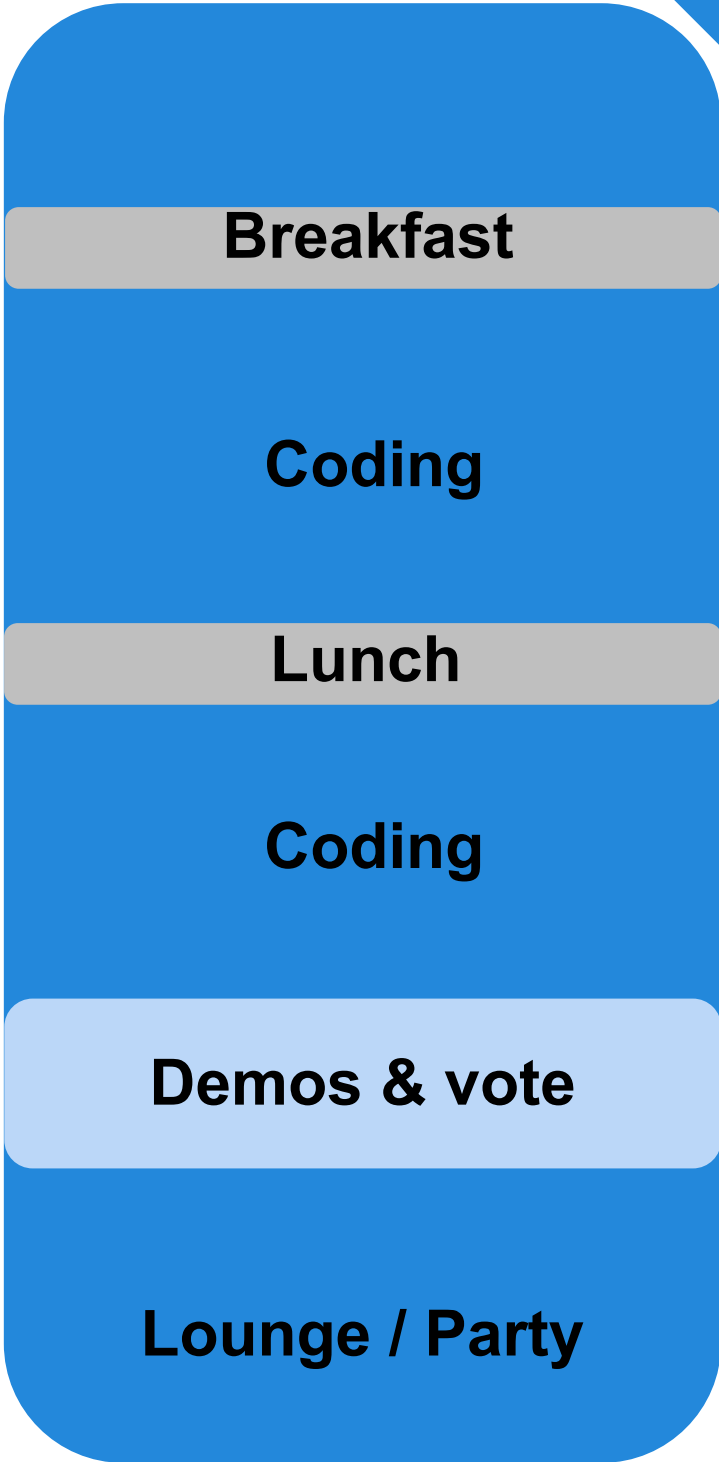 Breakfast
Coding
Lunch
Coding
Demos & vote
Lounge / Party